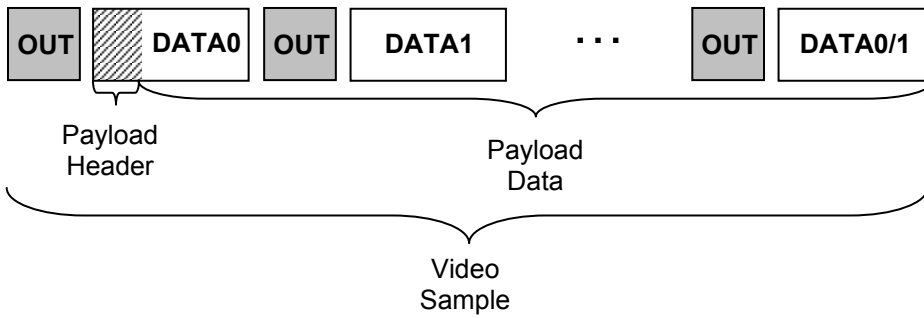 OUT DATA0 OUT DATA1 ... OUT DATA0/1
Payload
Header
Payload
Data
Video
Sample